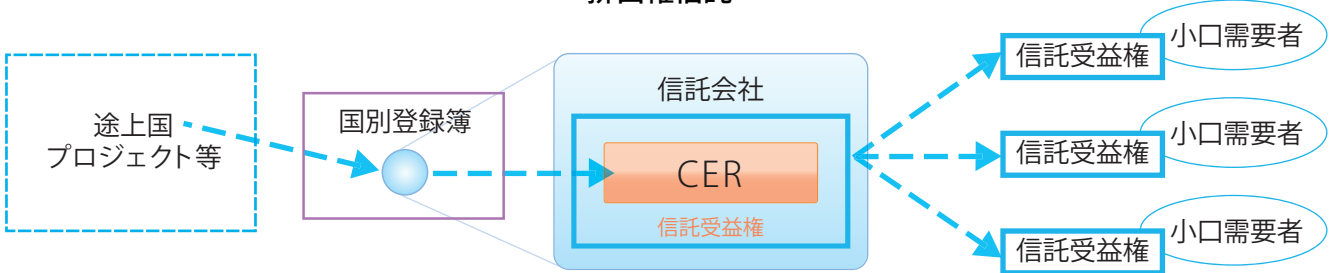 途上国
プロジェクト等
国別登録簿
信託会社
CER
信託受益権
信託受益権
小口需要者
信託受益権
小口需要者
信託受益権
小口需要者